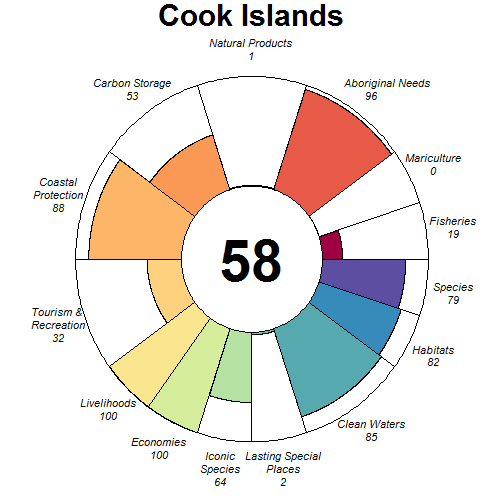 Cook Islands
Natural Products
1
Carbon Storage
53
Aboriginal Needs
96
Mariculture
0
Coastal
Protection
88
Fisheries
19
58
Species
79
Tourism &
Recreation
32
Habitats
82
Livelihoods
100
Clean Waters
85
Economies
100
Iconic
Species
64
Lasting Special
Places
2